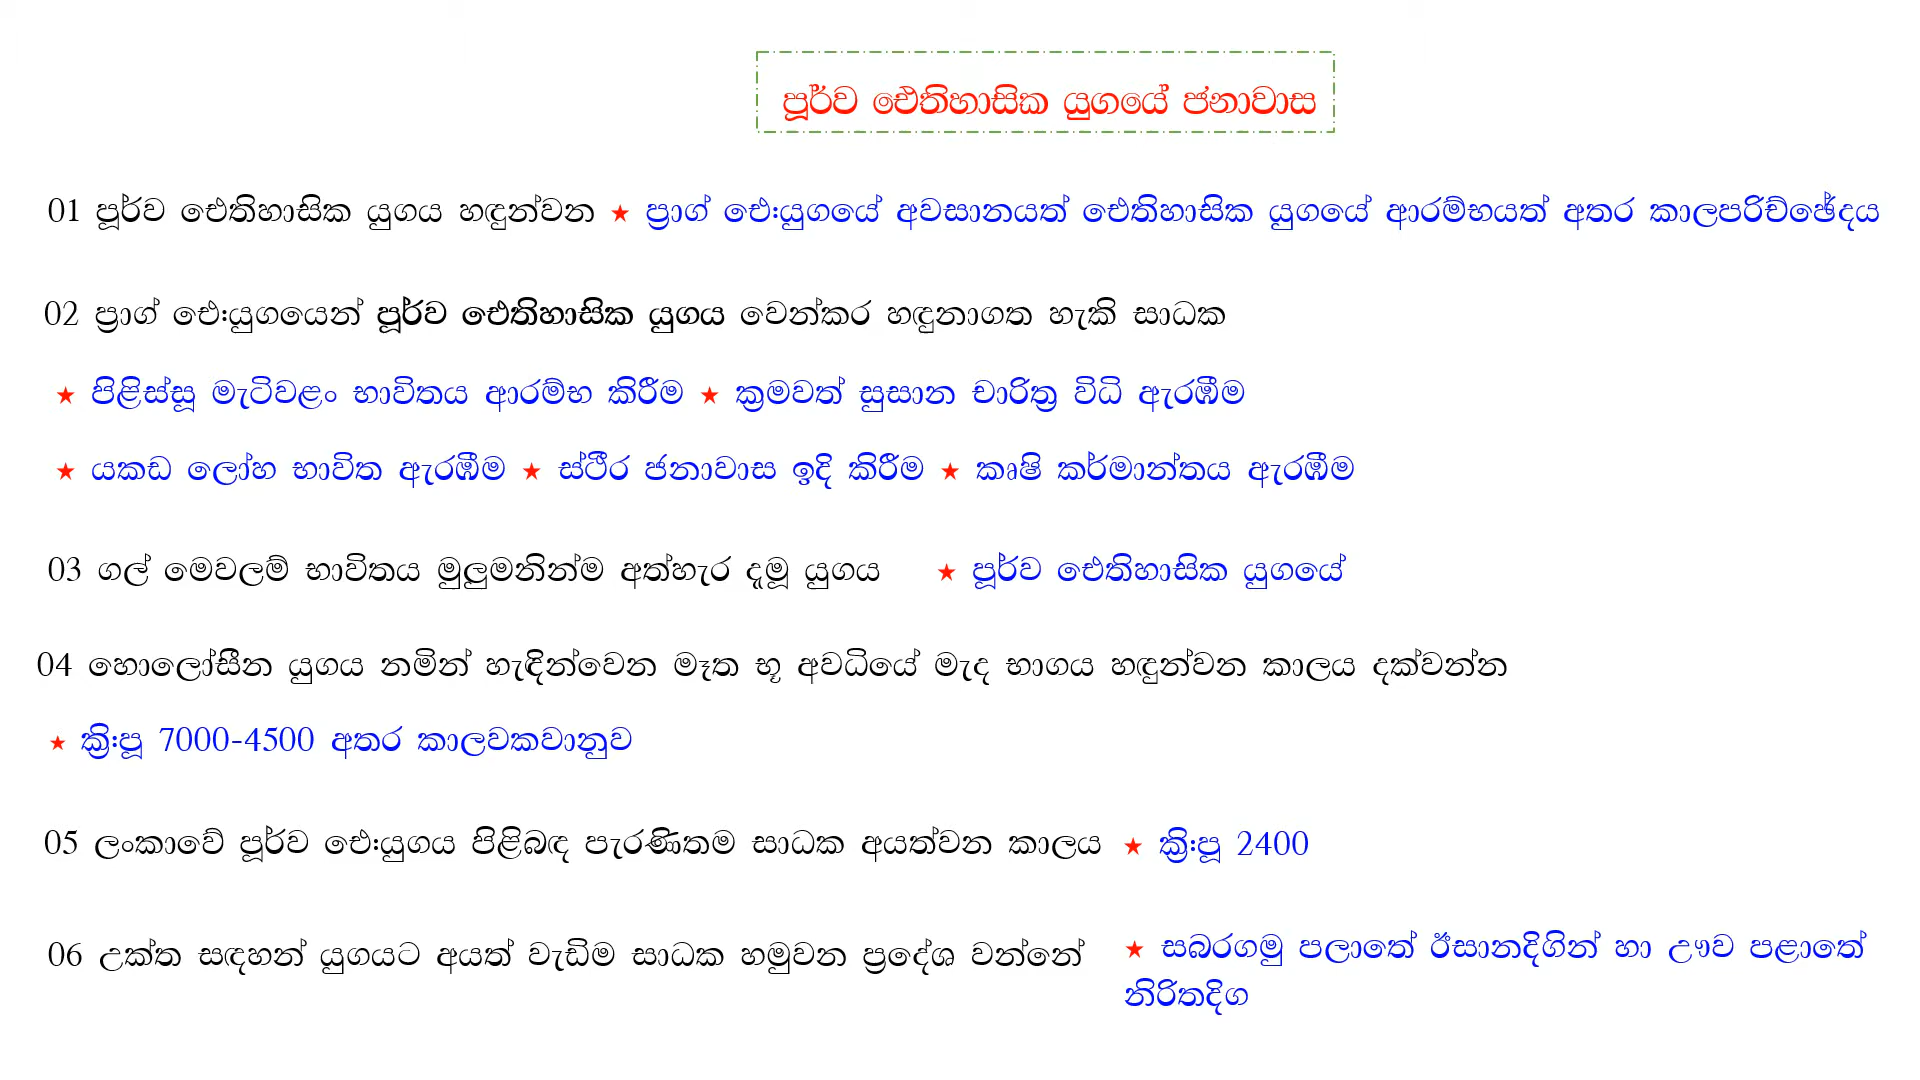 පූර්ව ඓතිහාසික යුගයේ ජනාවාස
01 පූර්ව ඓතිහාසික යුගය හඳුන්වන ★ ප්‍රාග් ඓ:යුගයේ අවසානයත් ඓතිහාසික යුගයේ ආරම්භයත් අතර කාලපරිච්ඡේදය
02 ප්‍රාග් ඓ:යුගයෙන් පූර්ව ඓතිහාසික යුගය වෙන්කර හඳුනාගත හැකි සාධක
★ පිළිස්සූ මැටිවළං භාවිතය ආරම්භ කිරීම ★ ක්‍රමවත් සුසාන චාරිත්‍ර විධි ඇරඹීම
★ යකඩ ලෝහ භාවිත ඇරඹීම ★ ස්ථීර ජනාවාස ඉදි කිරීම ★ කෘෂි කර්මාන්තය ඇරඹීම
03 ගල් මෙවලම් භාවිතය මුලුමනින්ම අත්හැර දැමූ යුගය ★ පූර්ව ඓතිහාසික යුගයේ
04 හොලෝසීන යුගය නමින් හැඳින්වෙන මෑත භූ අවධියේ මැද භාගය හඳුන්වන කාලය දක්වන්න
★ ක්‍රි:පූ 7000-4500 අතර කාලවකවානුව
05 ලංකාවේ පූර්ව ඓ:යුගය පිළිබඳ පැරණිතම සාධක අයත්වන කාලය ★ ක්‍රි:පූ 2400
06 උක්ත සඳහන් යුගයට අයත් වැඩිම සාධක හමුවන ප්‍රදේශ වන්නේ ★ සබරගමු පලාතේ ඊසානදිගින් හා ඌව පළාතේ
නිරිතදිග